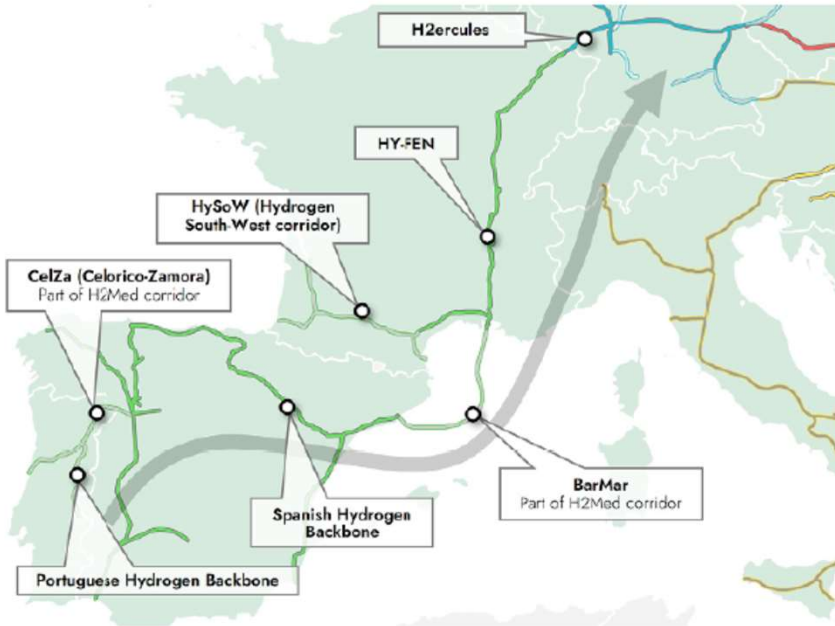 H2ercules
HY-FEN
HySoW (Hydrogen
South-West corridor)
CelZa (Celorico-Zamora)
Part of H2Med corridor
BarMar
Part of H2Med corridor
Spanish Hydrogen
Backbone
Portuguese Hydrogen Backbone